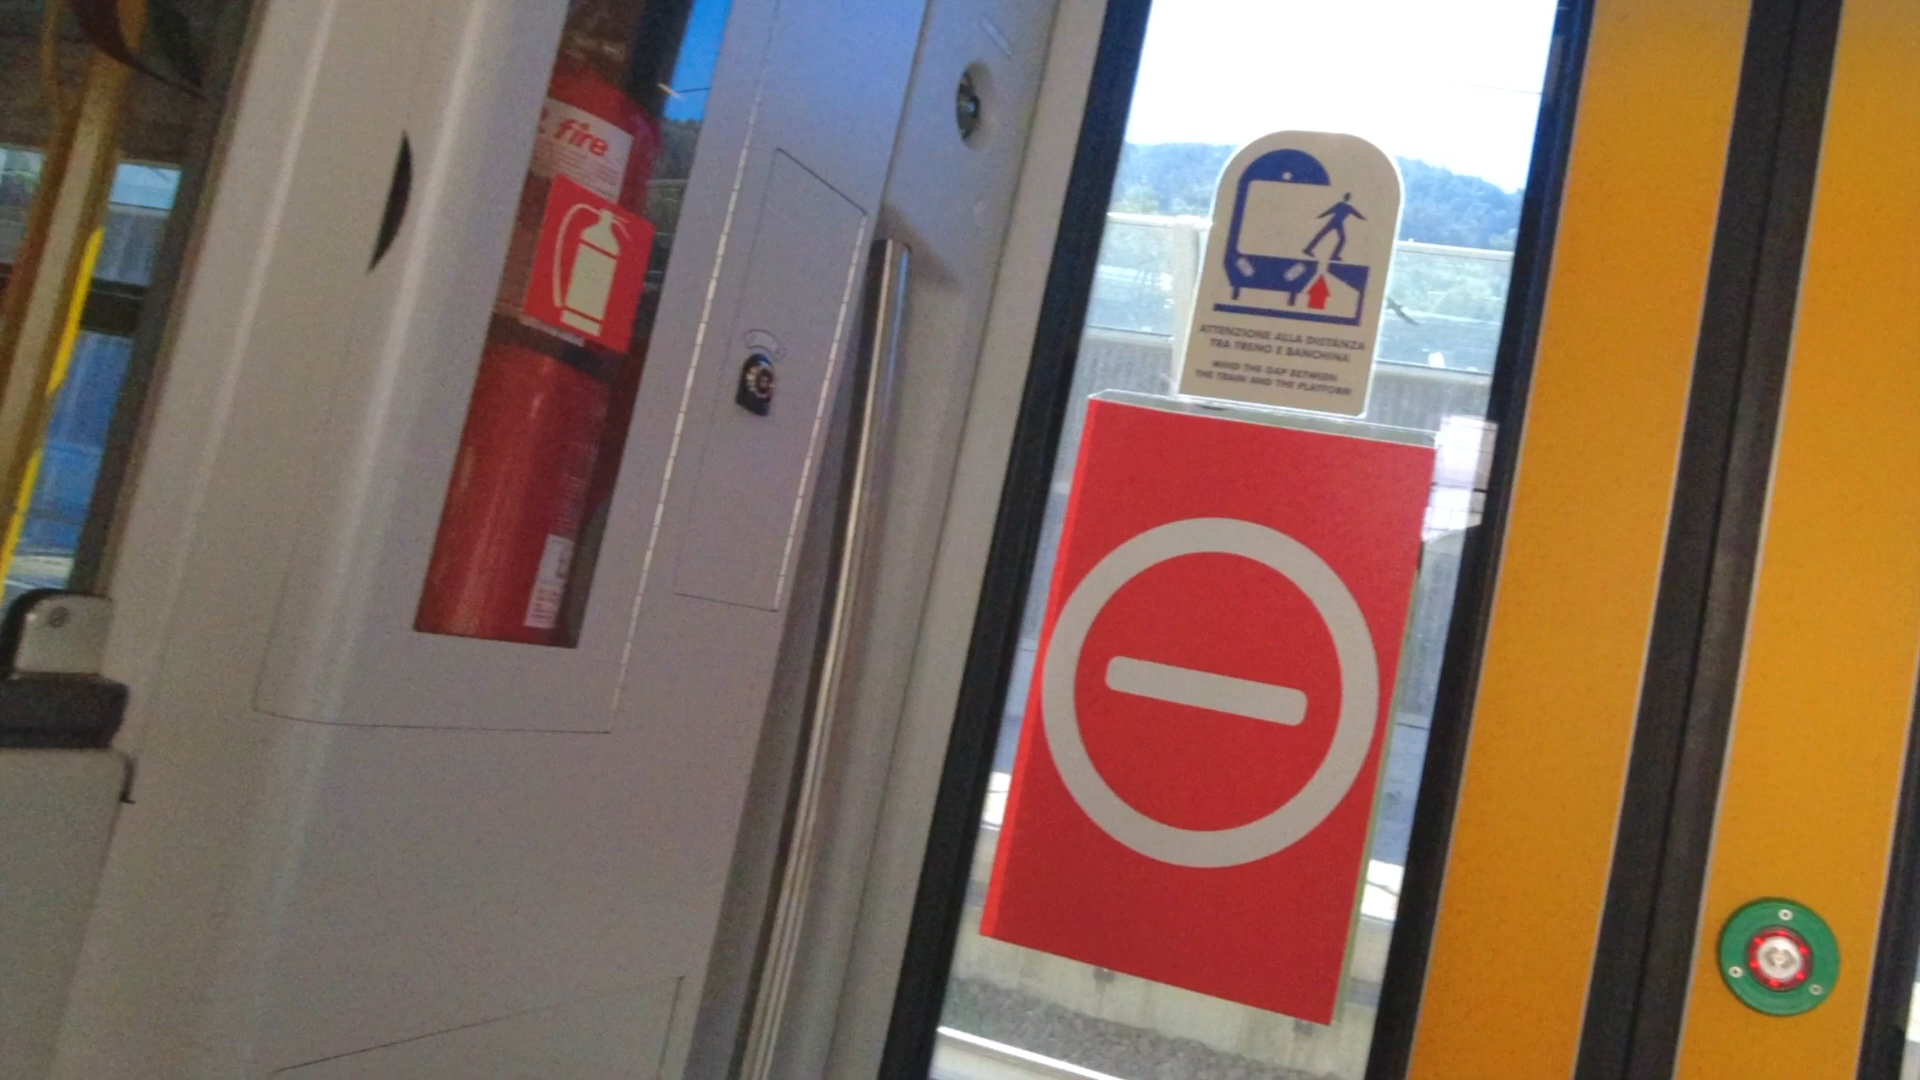 fire
ATTENZIONE ALLA DISTANZA
TRA TRENO E BANCHINA
MIND THE GAP BETWEEN
THE TRAIN AND THE PLATFORM